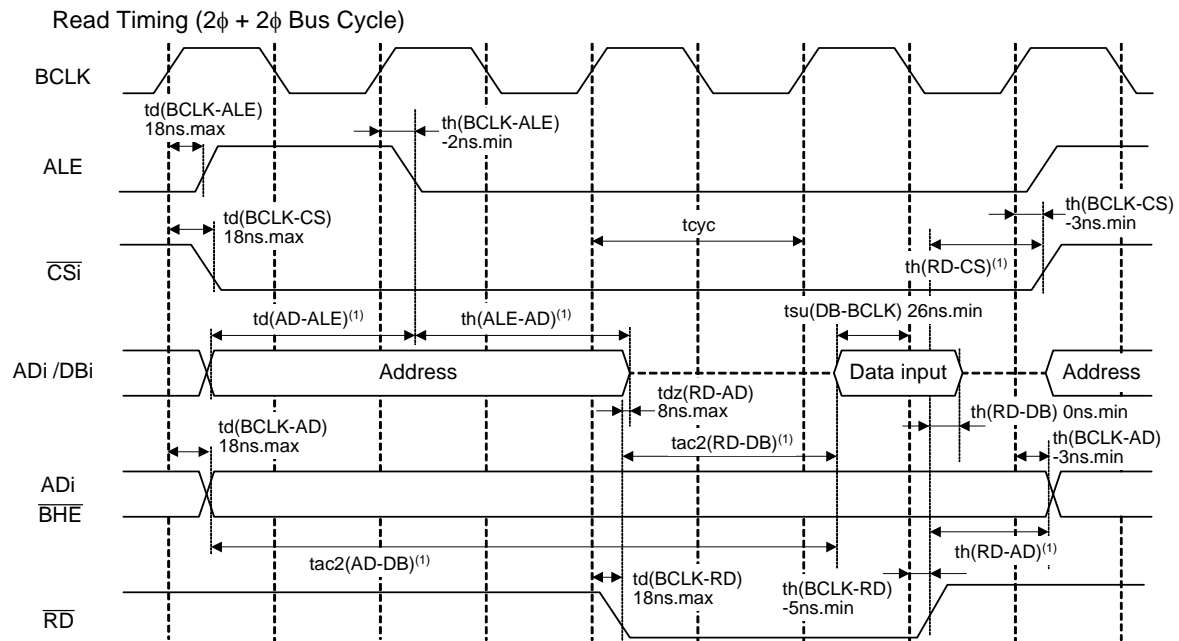 Read Timing (2ϕ + 2ϕ Bus Cycle)
BCLK
td(BCLK-ALE)
18ns.max
th(BCLK-ALE)
-2ns.min
ALE
td(BCLK-CS)
18ns.max
tcyc
th(BCLK-CS)
-3ns.min
th(RD-CS)(1)
CSi
td(AD-ALE)(1)
th(ALE-AD)(1)
tsu(DB-BCLK) 26ns.min
ADi /DBi
Address
Data input
Address
tdz(RD-AD)
8ns.max
th(RD-DB) 0ns.min
td(BCLK-AD)
18ns.max
tac2(RD-DB)(1)
th(BCLK-AD)
-3ns.min
ADi
BHE
tac2(AD-DB)(1)
th(RD-AD)(1)
td(BCLK-RD)
18ns.max
th(BCLK-RD)
-5ns.min
RD